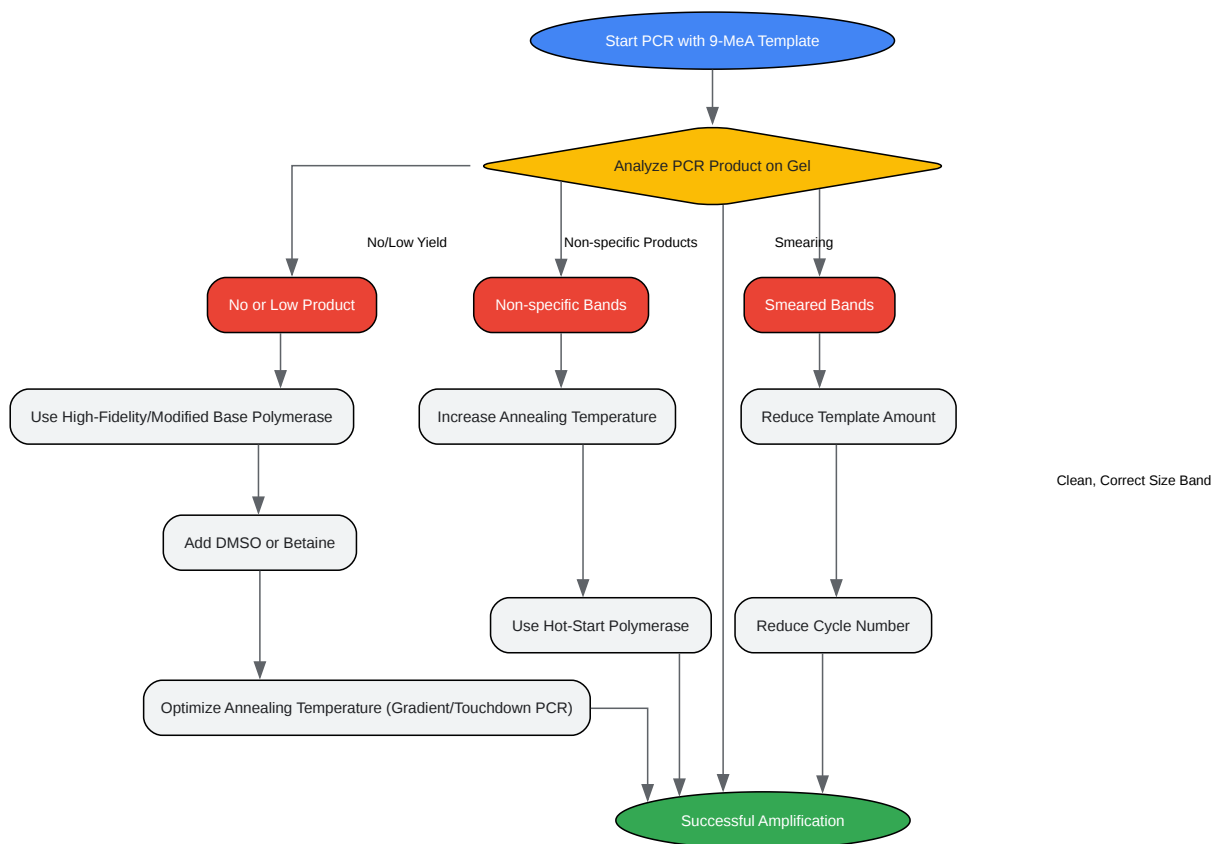 Start PCR with 9-MeA Template
Analyze PCR Product on Gel
No/Low Yield
Non-specific Products
Smearing
No or Low Product
Non-specific Bands
Smeared Bands
Use High-Fidelity/Modified Base Polymerase
Increase Annealing Temperature
Reduce Template Amount
Clean, Correct Size Band
Add DMSO or Betaine
Use Hot-Start Polymerase
Reduce Cycle Number
Optimize Annealing Temperature (Gradient/Touchdown PCR)
Successful Amplification